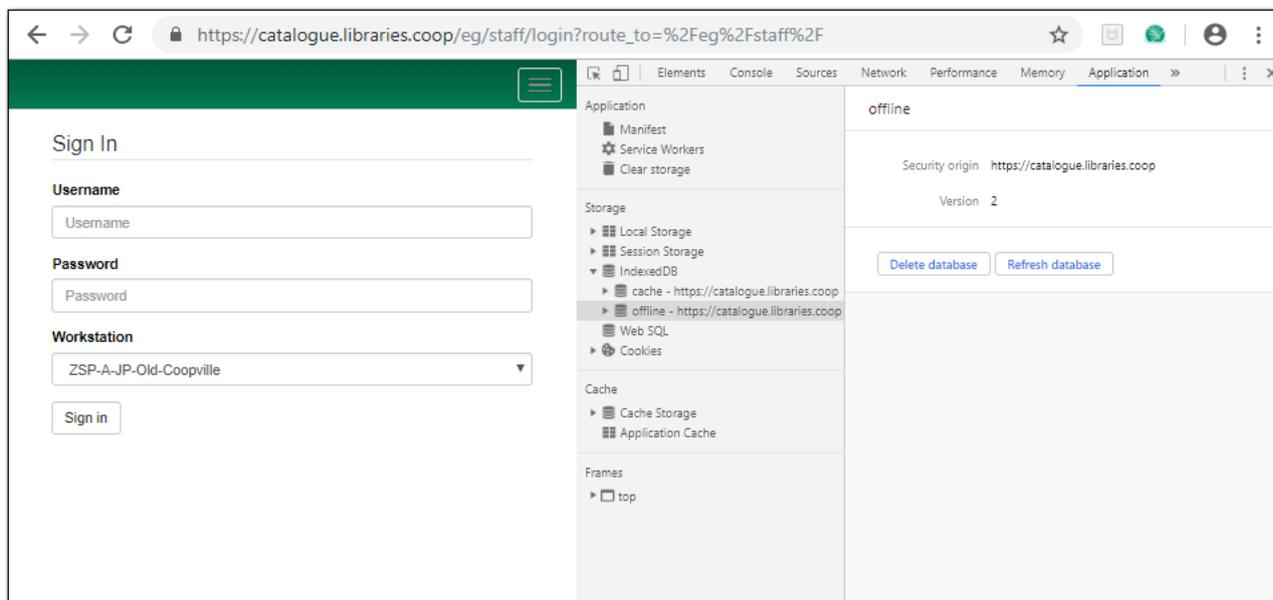 https://catalogue.libraries.coop/eg/staff/login?route_to=%2Feg%2Fstaff%2F
Elements Console Sources Network Performance Memory Application »
Sign In
Username
Username
Password
Password
Workstation
ZSP-A-JP-Old-Coopville
Sign in
Application
Manifest
Service Workers
Clear storage
Storage
Local Storage
Session Storage
IndexedDB
cache - https://catalogue.libraries.coop
offline - https://catalogue.libraries.coop
Web SQL
Cookies
Cache
Cache Storage
Application Cache
Frames
top
offline
Security origin https://catalogue.libraries.coop
Version 2
Delete database Refresh database